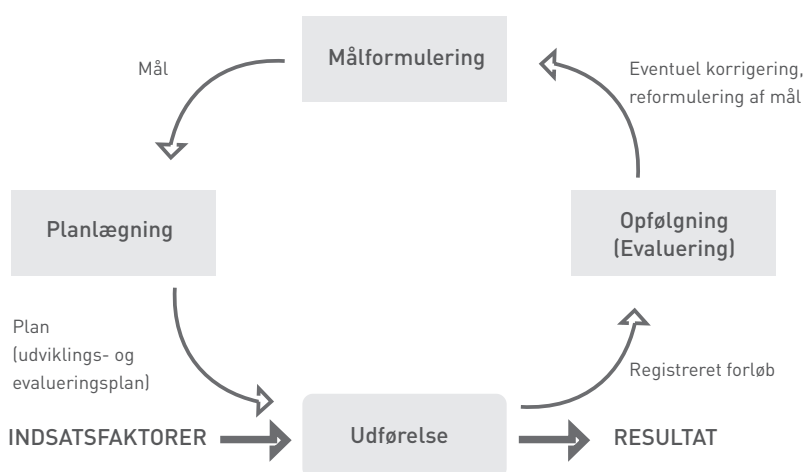 Målformulering
Mål
Eventuel korrigering,
reformulering af mål
Planlægning
Opfølgning
(Evaluering)
Plan
(udviklings- og
evalueringsplan)
Registreret forløb
INDSATSFAKTORER
Udførelse
RESULTAT